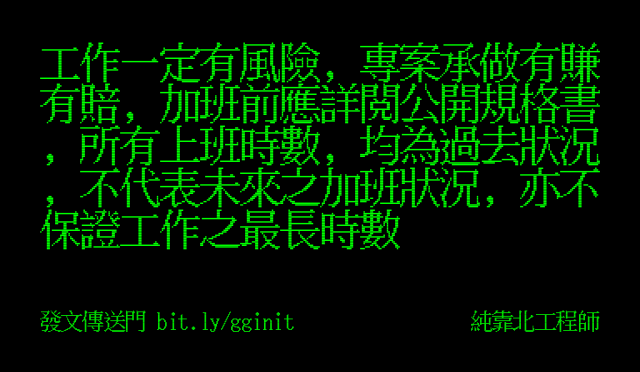 工作一定有風險，專案承做有賺
有賠，加班前應詳閱公開規格書
，所有上班時數，均為過去狀況
，不代表未來之加班狀況，亦不
保證工作之最長時數
發文傳送門 bit.ly/gginit
純靠北工程師